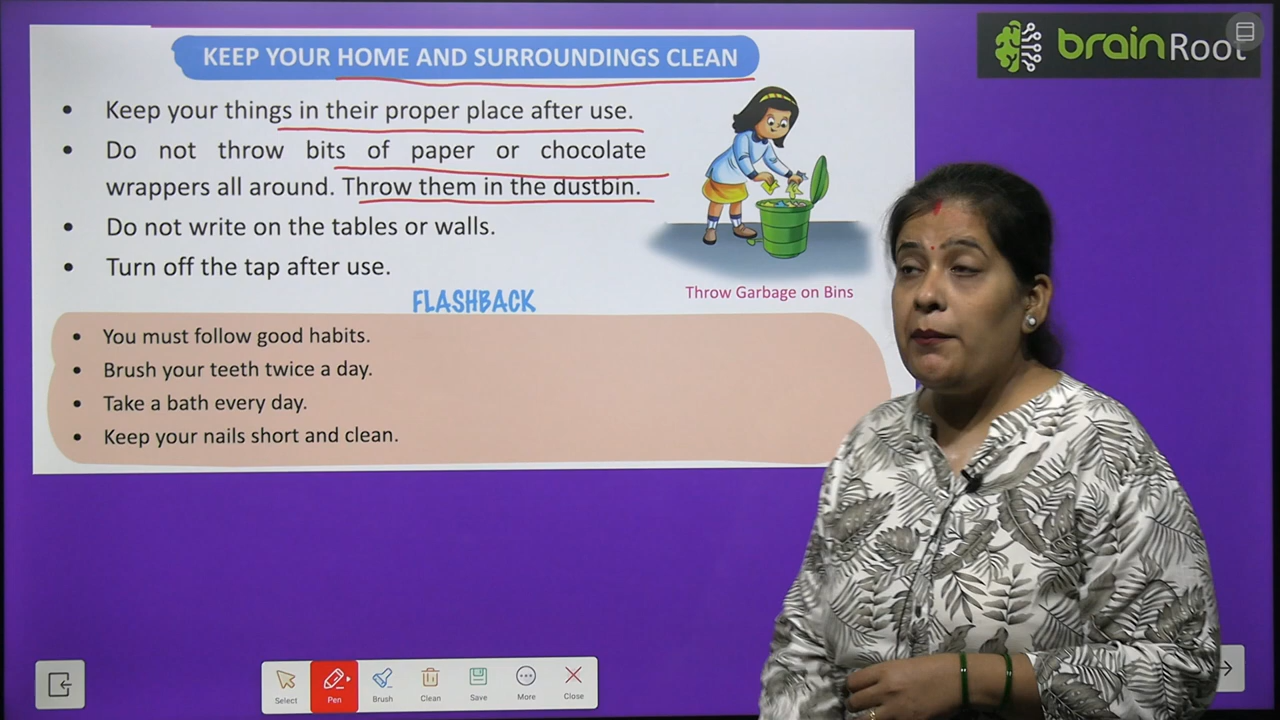 KEEP YOUR HOME AND SURROUNDINGS CLEAN
brainRoot
• Keep your things in their proper place after use.
• Do not throw bits of paper or chocolate
wrappers all around. Throw them in the dustbin.
• Do not write on the tables or walls.
• Turn off the tap after use.
Throw Garbage on Bins
FLASHBACK
• You must follow good habits.
• Brush your teeth twice a day.
• Take a bath every day.
• Keep your nails short and clean.
Select Pen Brush Clean Save More Close